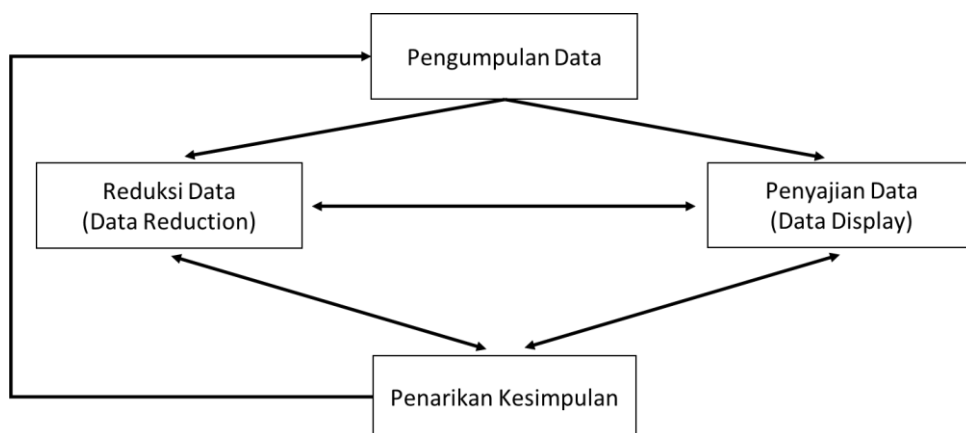 Pengumpulan Data
Reduksi Data
(Data Reduction)
Penyajian Data
(Data Display)
Penarikan Kesimpulan